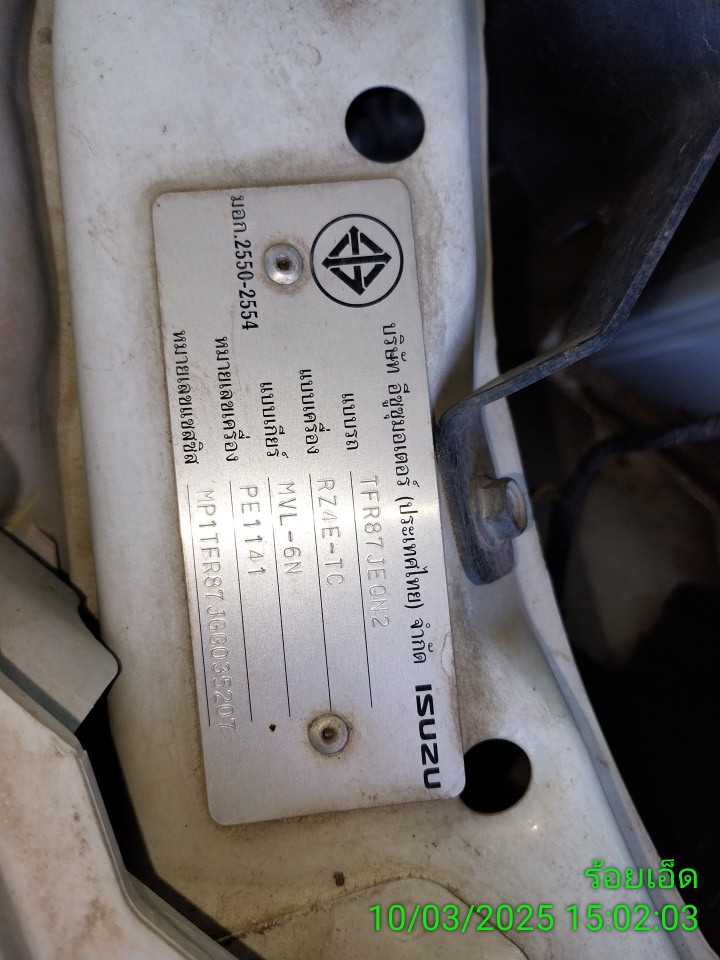 บริษัท อีซูซุมอเตอร์ (ประเทศไทย) จำกัด ISUZU
แบบรถ TFR87JEQN2
แบบเครื่อง RZ4E-TC
แบบเกียร์ MVL-6N
มอก.2550-2554
หมายเลขเครื่อง PE1141
หมายเลขแชสซีส์ MP1TFR87JGG035207
ร้อยเอ็ด
10/03/2025 15:02:03